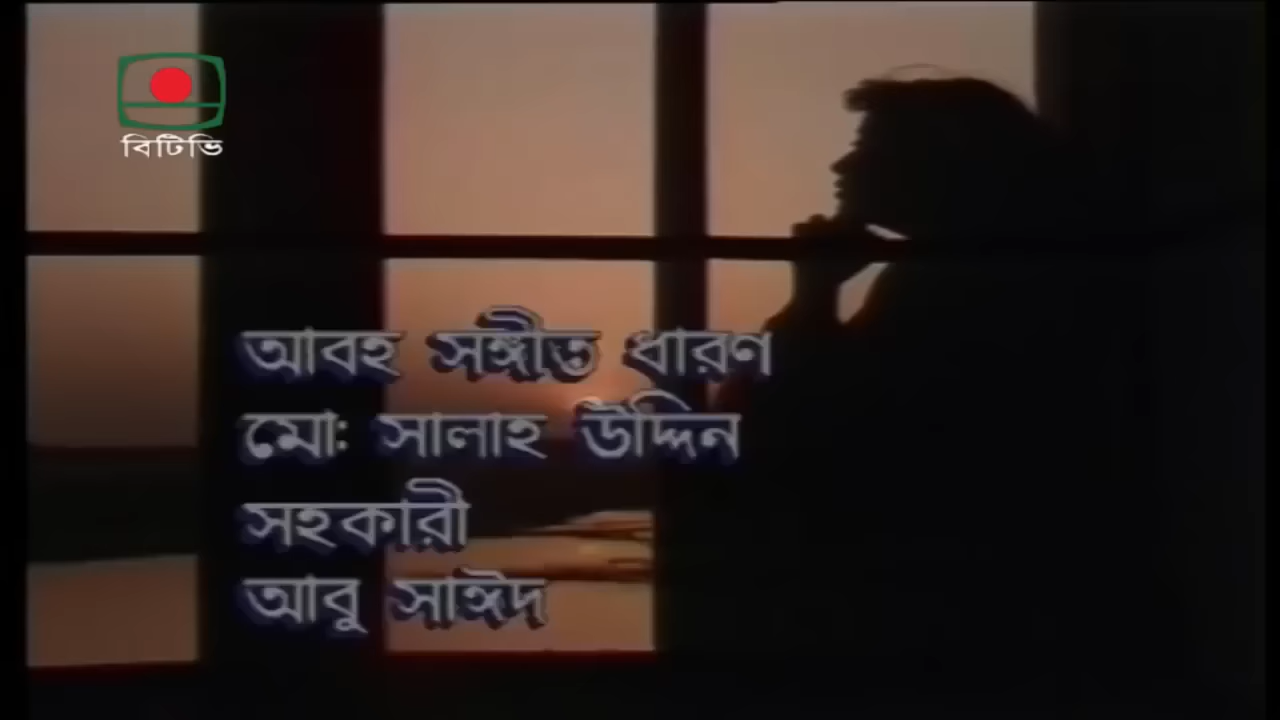 বিটিভি
আবহ সঙ্গীত ধারণ
মোঃ সালাহ উদ্দিন
সহকারী
আবু সাঈদ